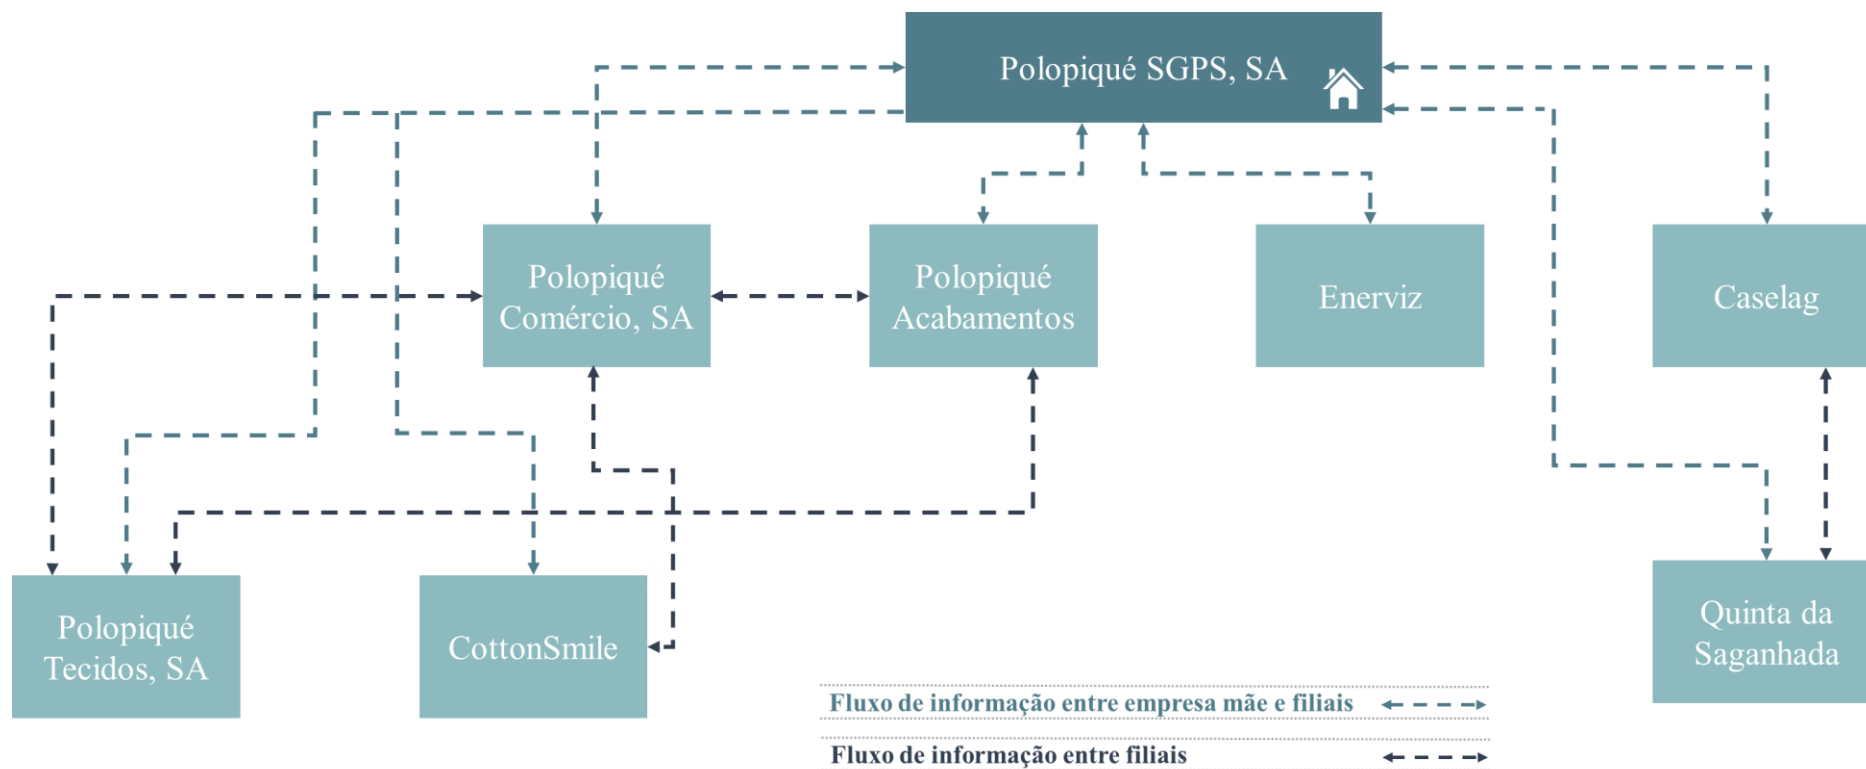 Polopiqué SGPS, SA
Polopiqué
Comércio, SA
Polopiqué
Acabamentos
Enerviz
Caselag
Polopiqué
Tecidos, SA
CottonSmile
Quinta da
Saganhada
Fluxo de informação entre empresa mãe e filiais
Fluxo de informação entre filiais